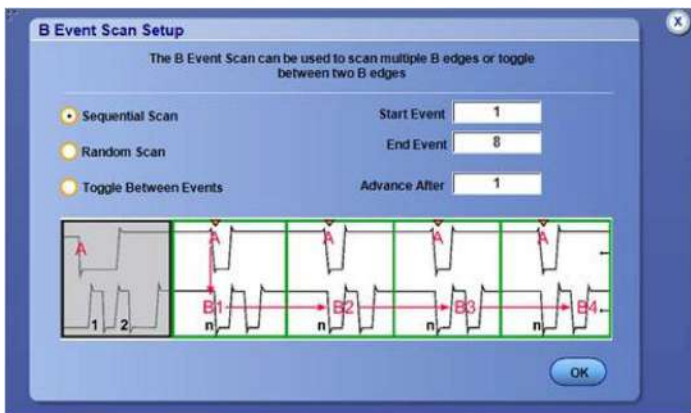 B Event Scan Setup
X
The B Event Scan can be used to scan multiple B edges or toggle
between two B edges
Sequential Scan
Start Event 1
Random Scan
End Event 8
Toggle Between Events
Advance After 1
A A A A A
B1 B2 B3 B4
1 2 n n n n
OK